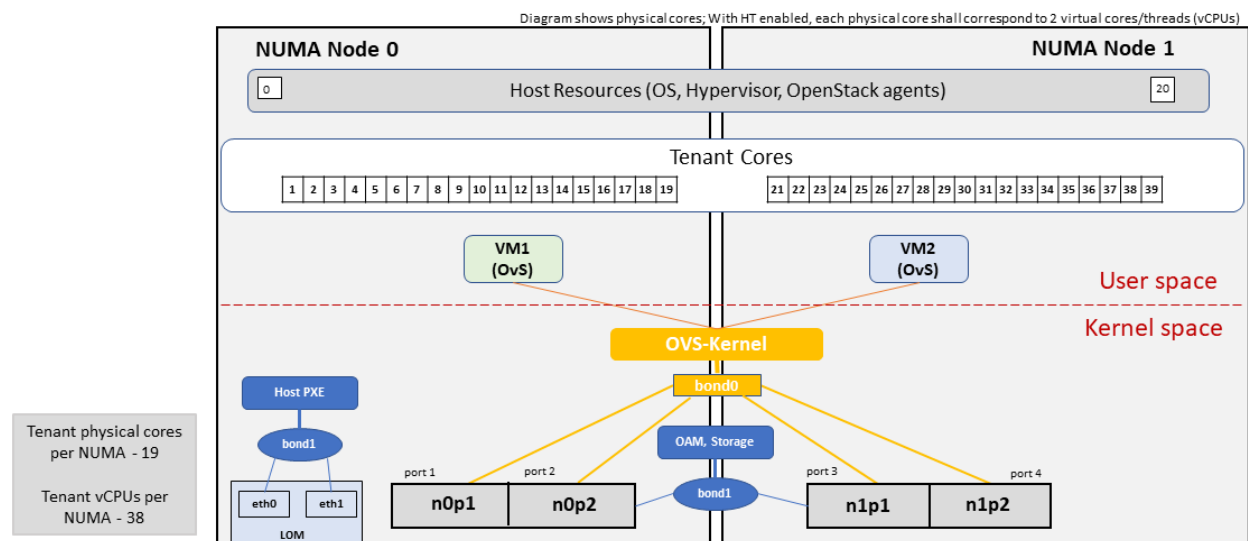 Diagram shows physical cores; With HT enabled, each physical core shall correspond to 2 virtual cores/threads (vCPUs)
NUMA Node 0
NUMA Node 1
0
Host Resources (OS, Hypervisor, OpenStack agents)
20
Tenant Cores
1 2 3 4 5 6 7 8 9 10 11 12 13 14 15 16 17 18 19
21 22 23 24 25 26 27 28 29 30 31 32 33 34 35 36 37 38 39
VM1
(OvS)
VM2
(OvS)
User space
Kernel space
OVS-Kernel
bond0
Host PXE
bond1
OAM, Storage
Tenant physical cores
per NUMA - 19
Tenant vCPUs per
NUMA - 38
port 1
port 2
port 3
port 4
eth0
eth1
LOM
n0p1
n0p2
bond1
n1p1
n1p2